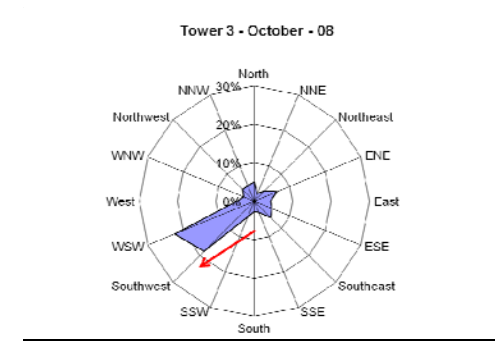 Tower 3 - October - 08
North
NNW 30% NNE
Northwest Northeast
20%
WNW 10% ENE
West 0% East
WSW ESE
Southwest Southeast
SSW SSE
South